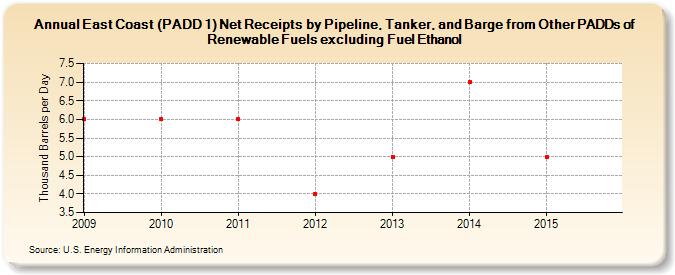 Annual East Coast (PADD 1) Net Receipts by Pipeline, Tanker, and Barge from Other PADDs of
Renewable Fuels excluding Fuel Ethanol
Thousand Barrels per Day
7.5
7.0
6.5
6.0
5.5
5.0
4.5
4.0
3.5
2009 2010 2011 2012 2013 2014 2015
Source: U.S. Energy Information Administration